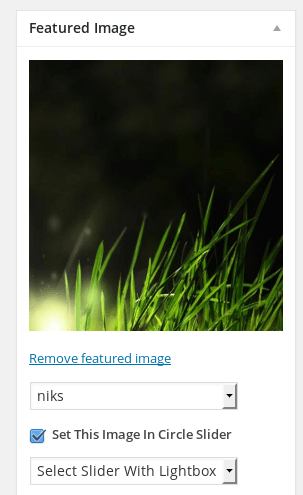 Featured Image
Remove featured image
niks
Set This Image In Circle Slider
Select Slider With Lightbox